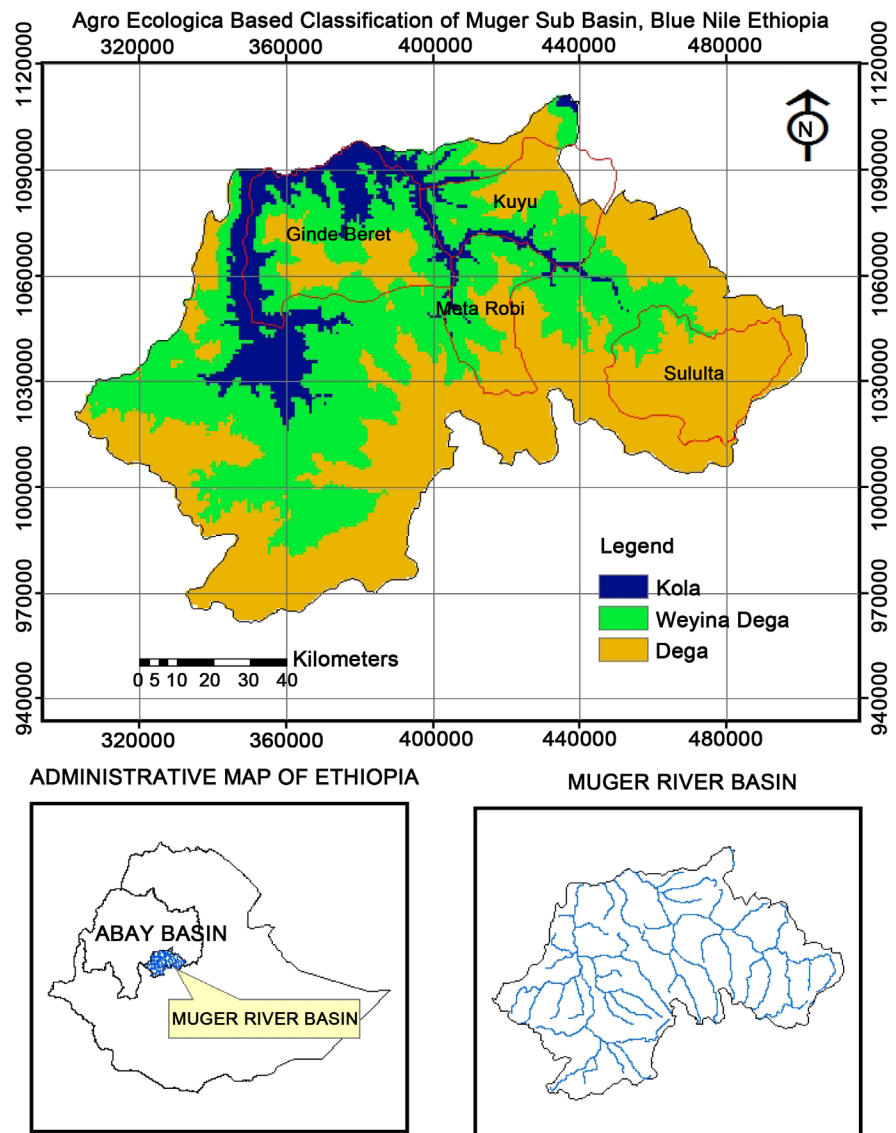 Agro Ecologica Based Classification of Muger Sub Basin, Blue Nile Ethiopia
320000 360000 400000 440000 480000
1120000 1120000
N
1090000 1090000
Kuyu
Ginde Beret
1060000 1060000
Meta Robi
Sululta
1030000 1030000
1000000 1000000
Legend
Kola
970000 970000
Weyina Dega
Dega
Kilometers
0 5 10 20 30 40
940000 940000
320000 360000 400000 440000 480000
ADMINISTRATIVE MAP OF ETHIOPIA
MUGER RIVER BASIN
ABAY BASIN
MUGER RIVER BASIN